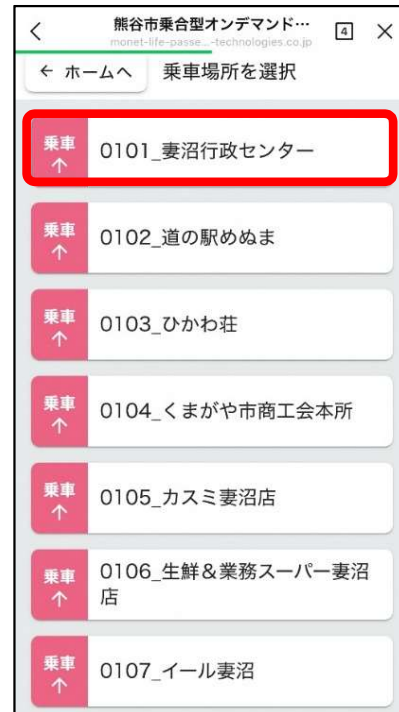 熊谷市乗合型オンデマンド…
monet-life-passe...-technologies.co.jp
4
← ホームへ
乗車場所を選択
乗車
↑
0101_妻沼行政センター
乗車
↑
0102_道の駅めぬま
乗車
↑
0103_ひかわ荘
乗車
↑
0104_くまがや市商工会本所
乗車
↑
0105_カスミ妻沼店
乗車
↑
0106_生鮮&業務スーパー妻沼
店
乗車
↑
0107_イール妻沼